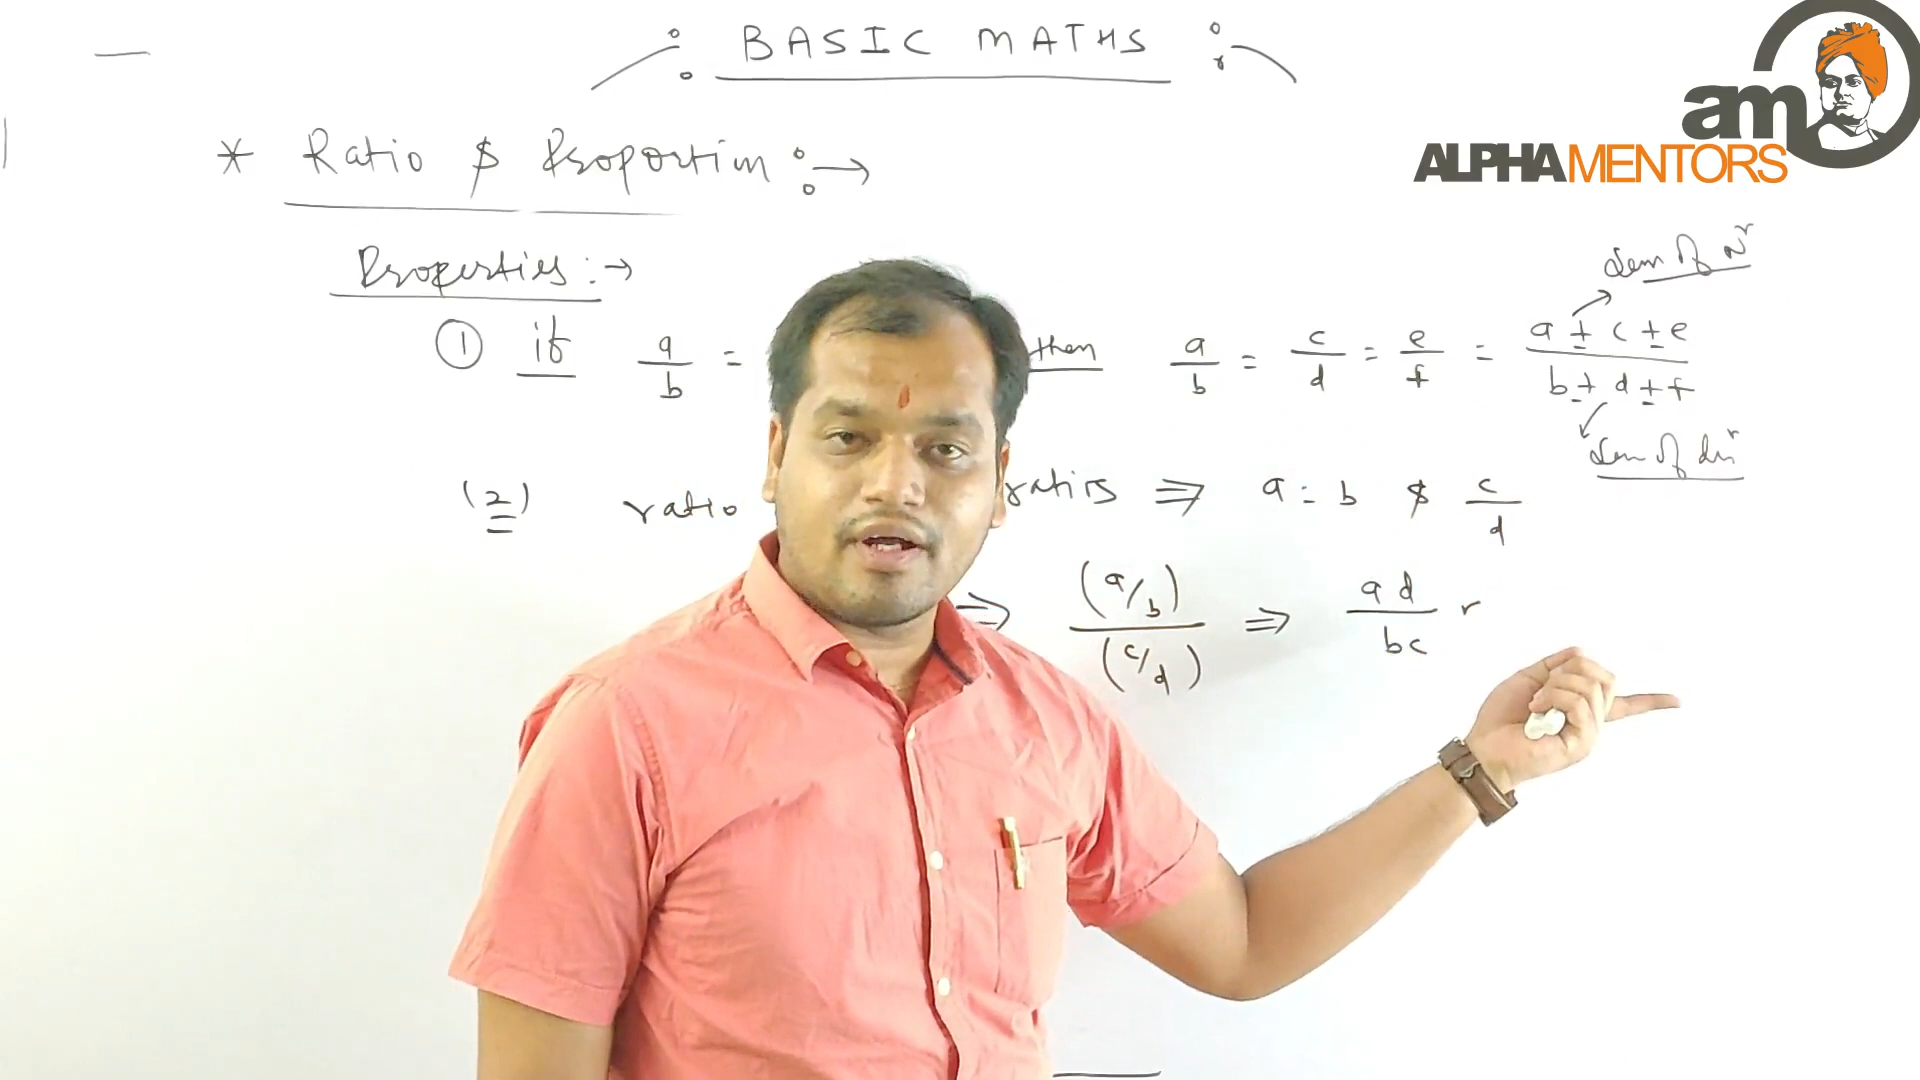 : BASIC MATHS :
am
ALPHAMENTORS
* Ratio & Proportion :→
Properties :→
Sum of Nʳ
① if a/b = then a/b = c/d = e/f = (a ± c ± e)/(b ± d ± f)
Sum of dnʳ
(2) ratio ratios ⇒ a : b & c/d
⇒ (a/b)/(c/d) ⇒ ad/bc